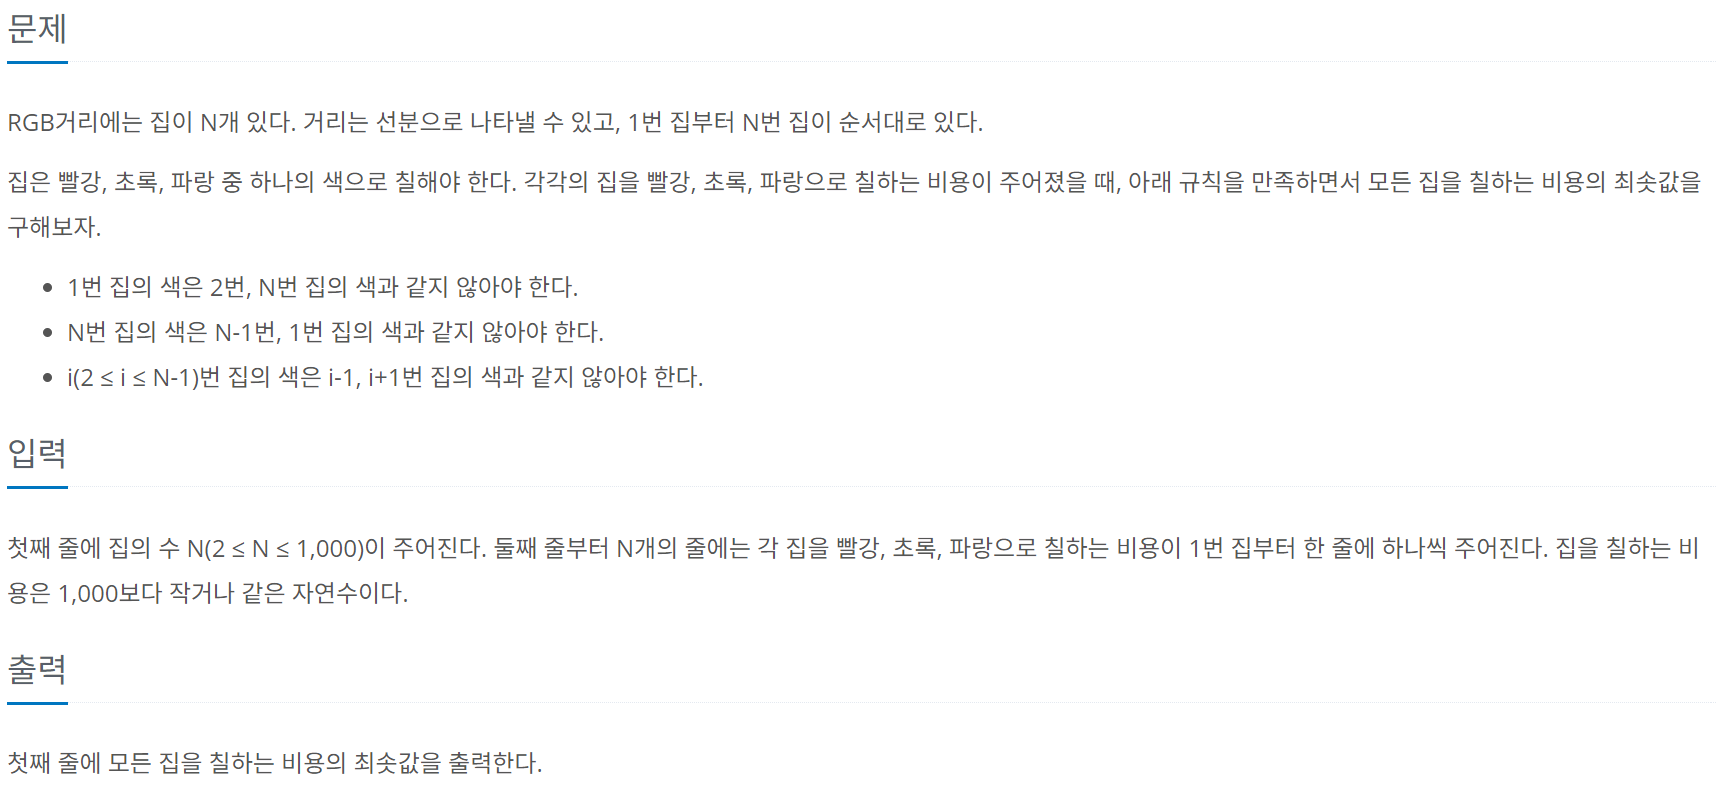 문제
RGB거리에는 집이 N개 있다. 거리는 선분으로 나타낼 수 있고, 1번 집부터 N번 집이 순서대로 있다.
집은 빨강, 초록, 파랑 중 하나의 색으로 칠해야 한다. 각각의 집을 빨강, 초록, 파랑으로 칠하는 비용이 주어졌을 때, 아래 규칙을 만족하면서 모든 집을 칠하는 비용의 최솟값을
구해보자.
• 1번 집의 색은 2번, N번 집의 색과 같지 않아야 한다.
• N번 집의 색은 N-1번, 1번 집의 색과 같지 않아야 한다.
• i(2 ≤ i ≤ N-1)번 집의 색은 i-1, i+1번 집의 색과 같지 않아야 한다.
입력
첫째 줄에 집의 수 N(2 ≤ N ≤ 1,000)이 주어진다. 둘째 줄부터 N개의 줄에는 각 집을 빨강, 초록, 파랑으로 칠하는 비용이 1번 집부터 한 줄에 하나씩 주어진다. 집을 칠하는 비
용은 1,000보다 작거나 같은 자연수이다.
출력
첫째 줄에 모든 집을 칠하는 비용의 최솟값을 출력한다.